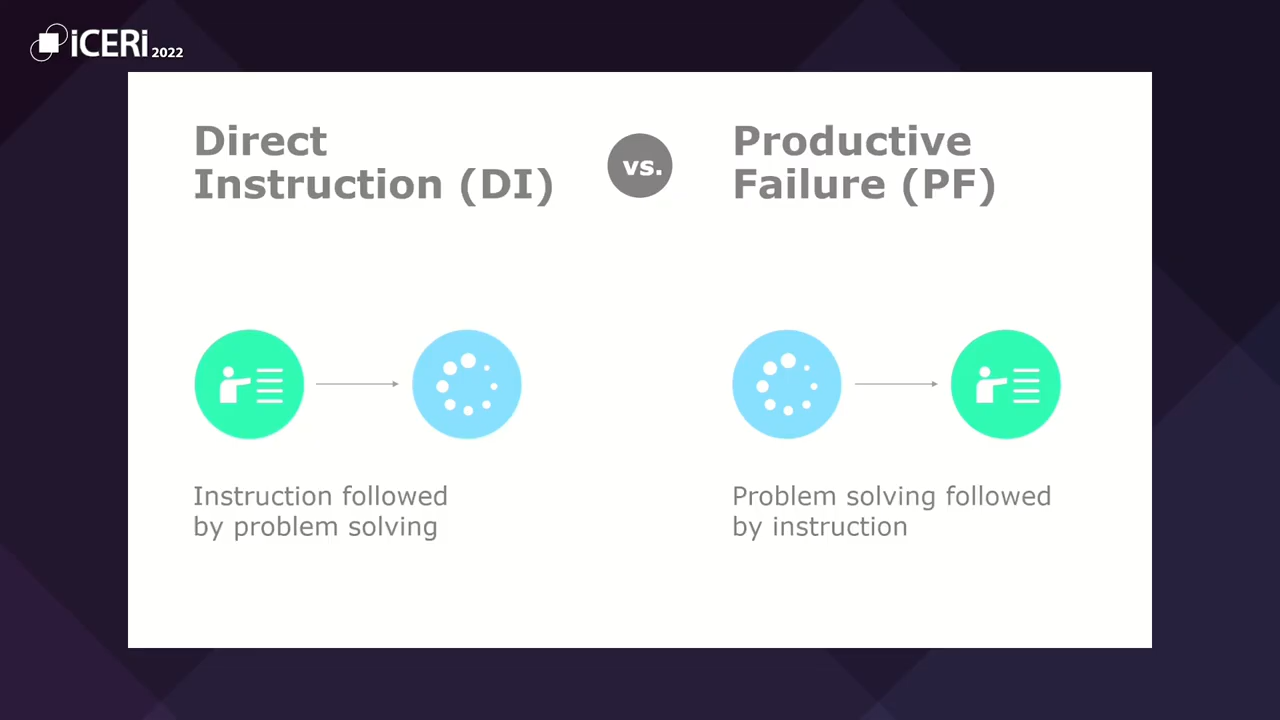 iCERi 2022
Direct
Instruction (DI)
vs.
Productive
Failure (PF)
Instruction followed
by problem solving
Problem solving followed
by instruction